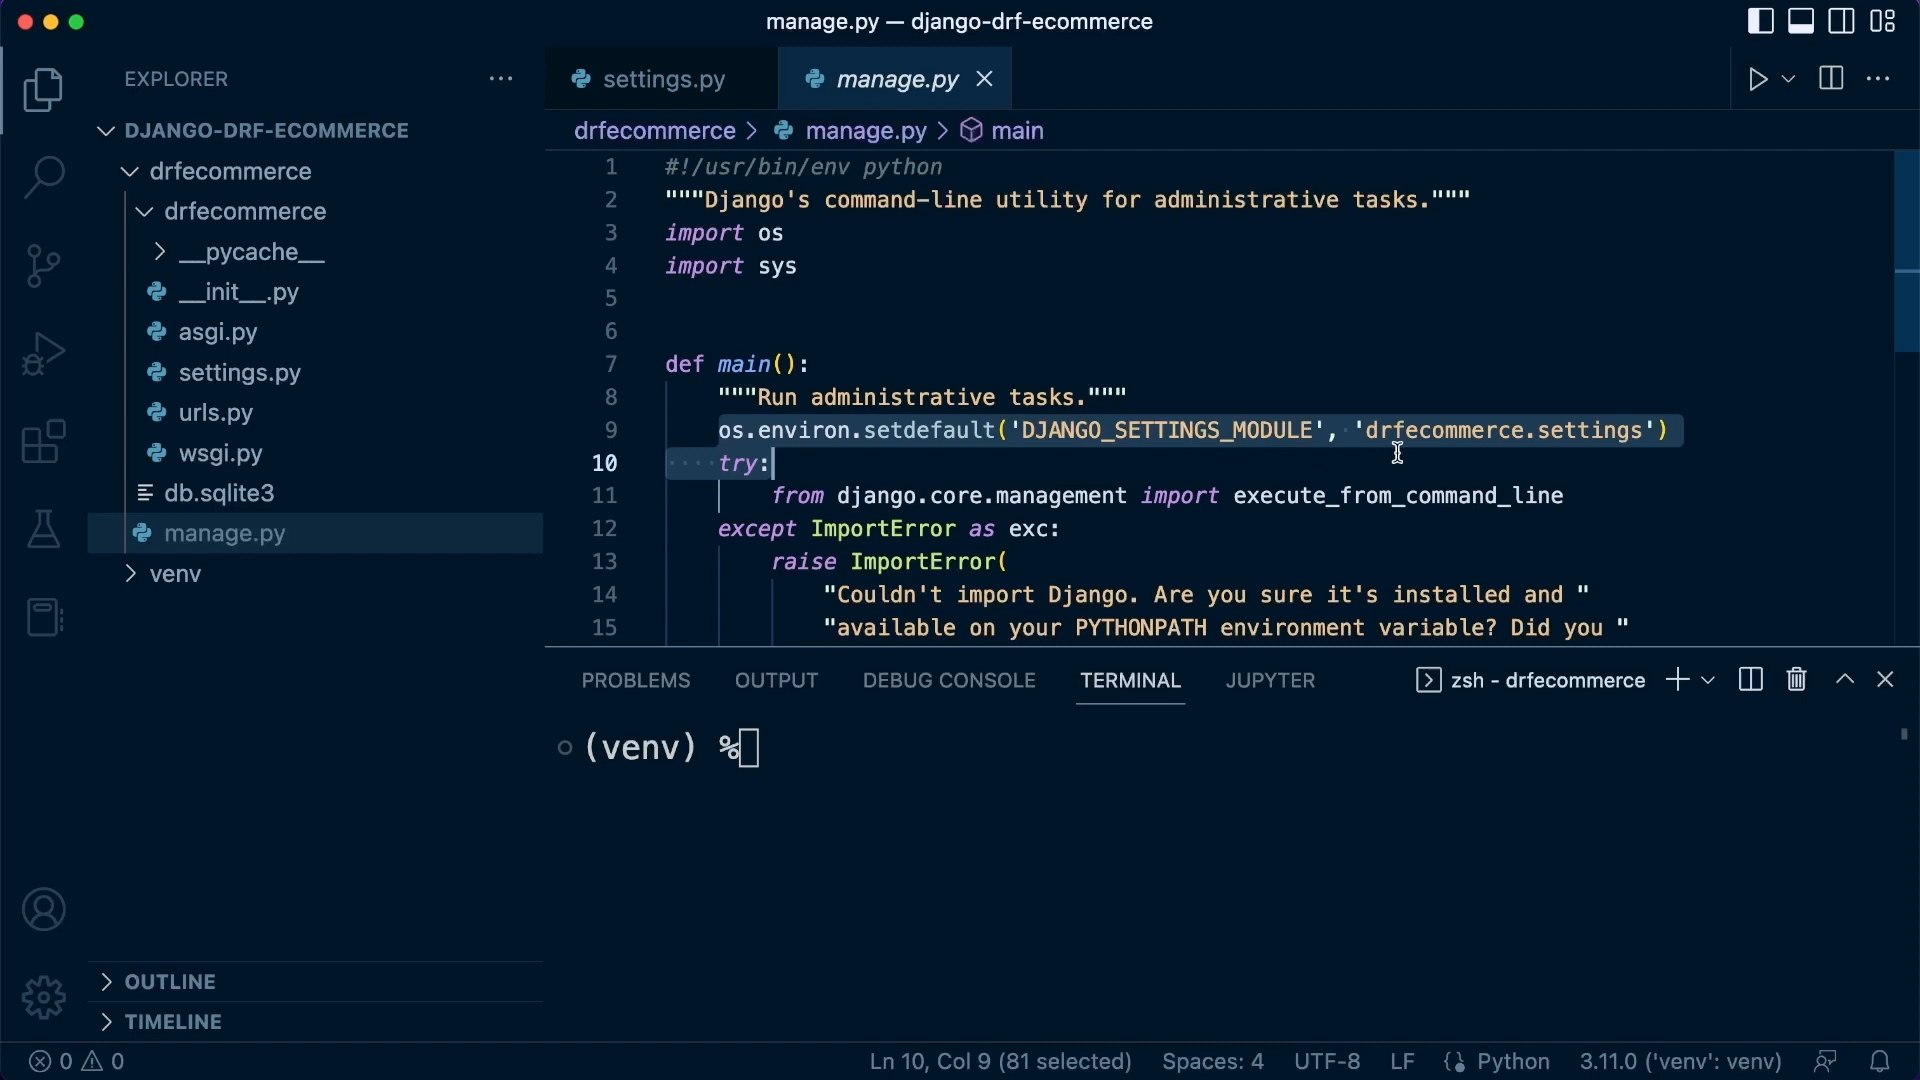 manage.py — django-drf-ecommerce
EXPLORER
DJANGO-DRF-ECOMMERCE
drfecommerce
drfecommerce
__pycache__
__init__.py
asgi.py
settings.py
urls.py
wsgi.py
db.sqlite3
manage.py
venv
OUTLINE
TIMELINE
settings.py
manage.py
drfecommerce > manage.py > main
1 #!/usr/bin/env python
2 """Django's command-line utility for administrative tasks."""
3 import os
4 import sys
5
6
7 def main():
8 """Run administrative tasks."""
9 os.environ.setdefault('DJANGO_SETTINGS_MODULE', 'drfecommerce.settings')
10 try:
11 from django.core.management import execute_from_command_line
12 except ImportError as exc:
13 raise ImportError(
14 "Couldn't import Django. Are you sure it's installed and "
15 "available on your PYTHONPATH environment variable? Did you "
PROBLEMS OUTPUT DEBUG CONSOLE TERMINAL JUPYTER zsh - drfecommerce
(venv) %
0 0 Ln 10, Col 9 (81 selected) Spaces: 4 UTF-8 LF Python 3.11.0 ('venv': venv)